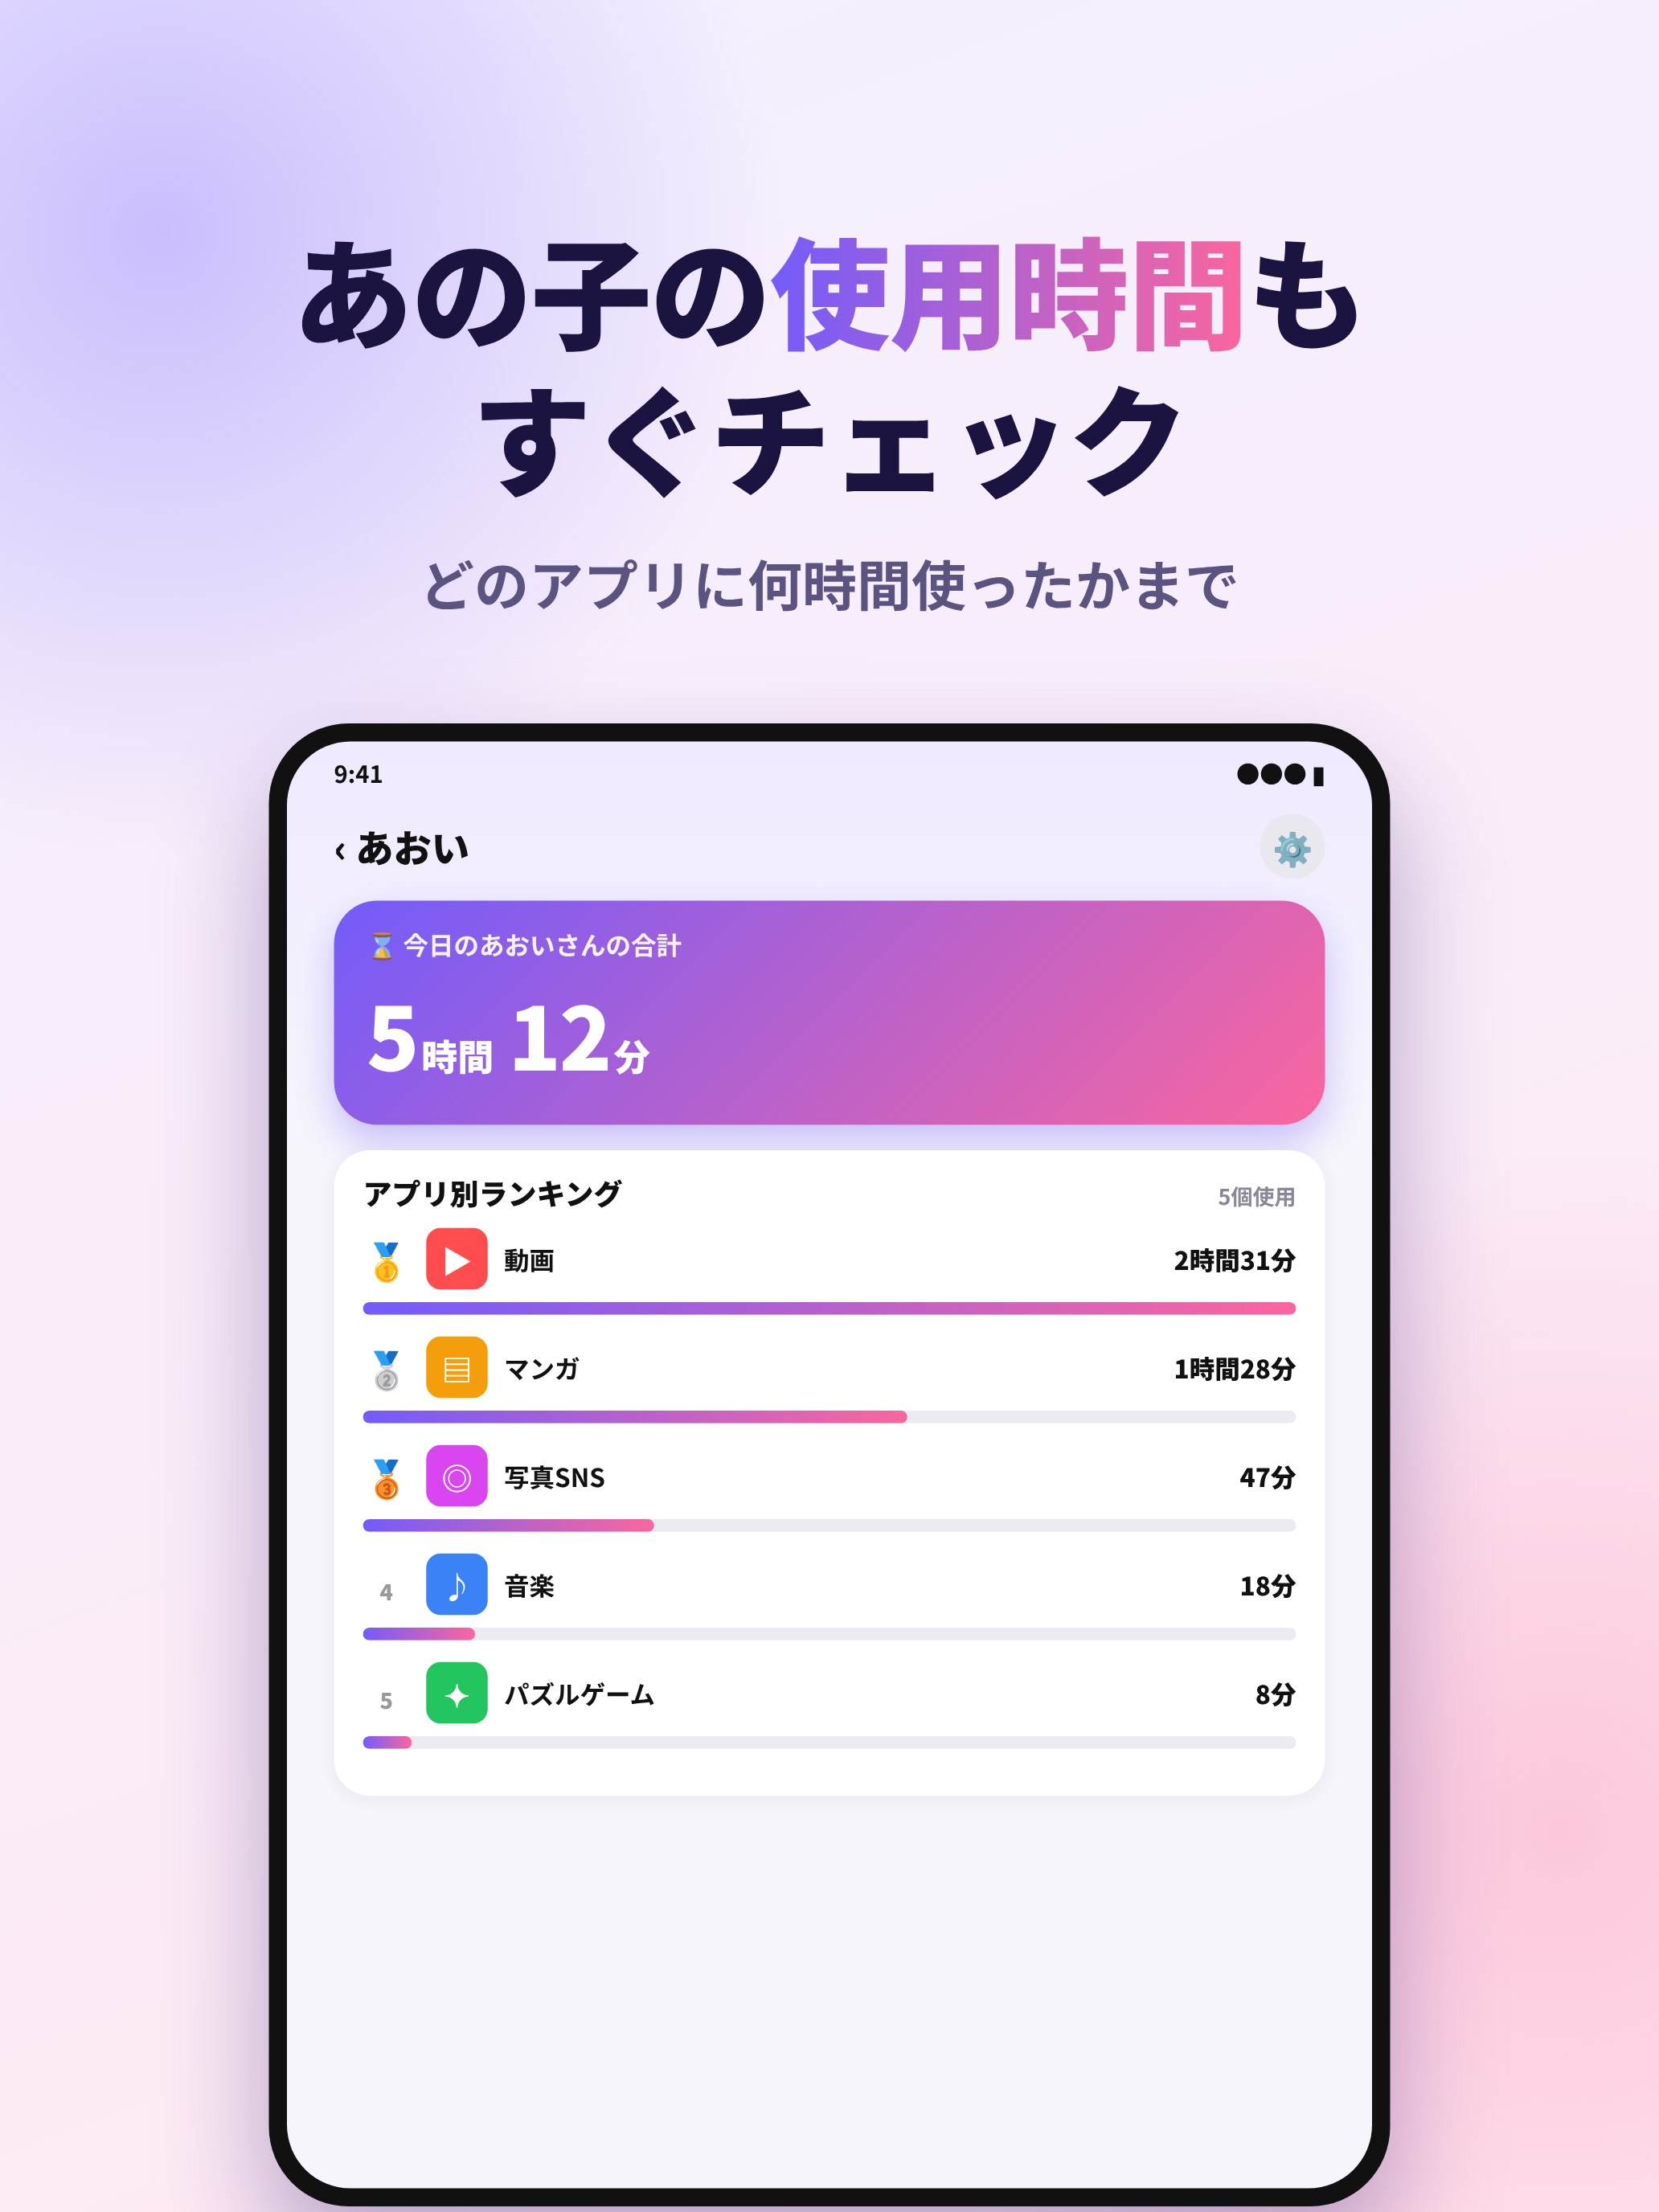 あの子の使用時間も
すぐチェック
どのアプリに何時間使ったかまで
9:41
‹ あおい
⌛ 今日のあおいさんの合計
5時間 12分
アプリ別ランキング 5個使用
🥇 動画 2時間31分
🥈 マンガ 1時間28分
🥉 写真SNS 47分
4 音楽 18分
5 パズルゲーム 8分